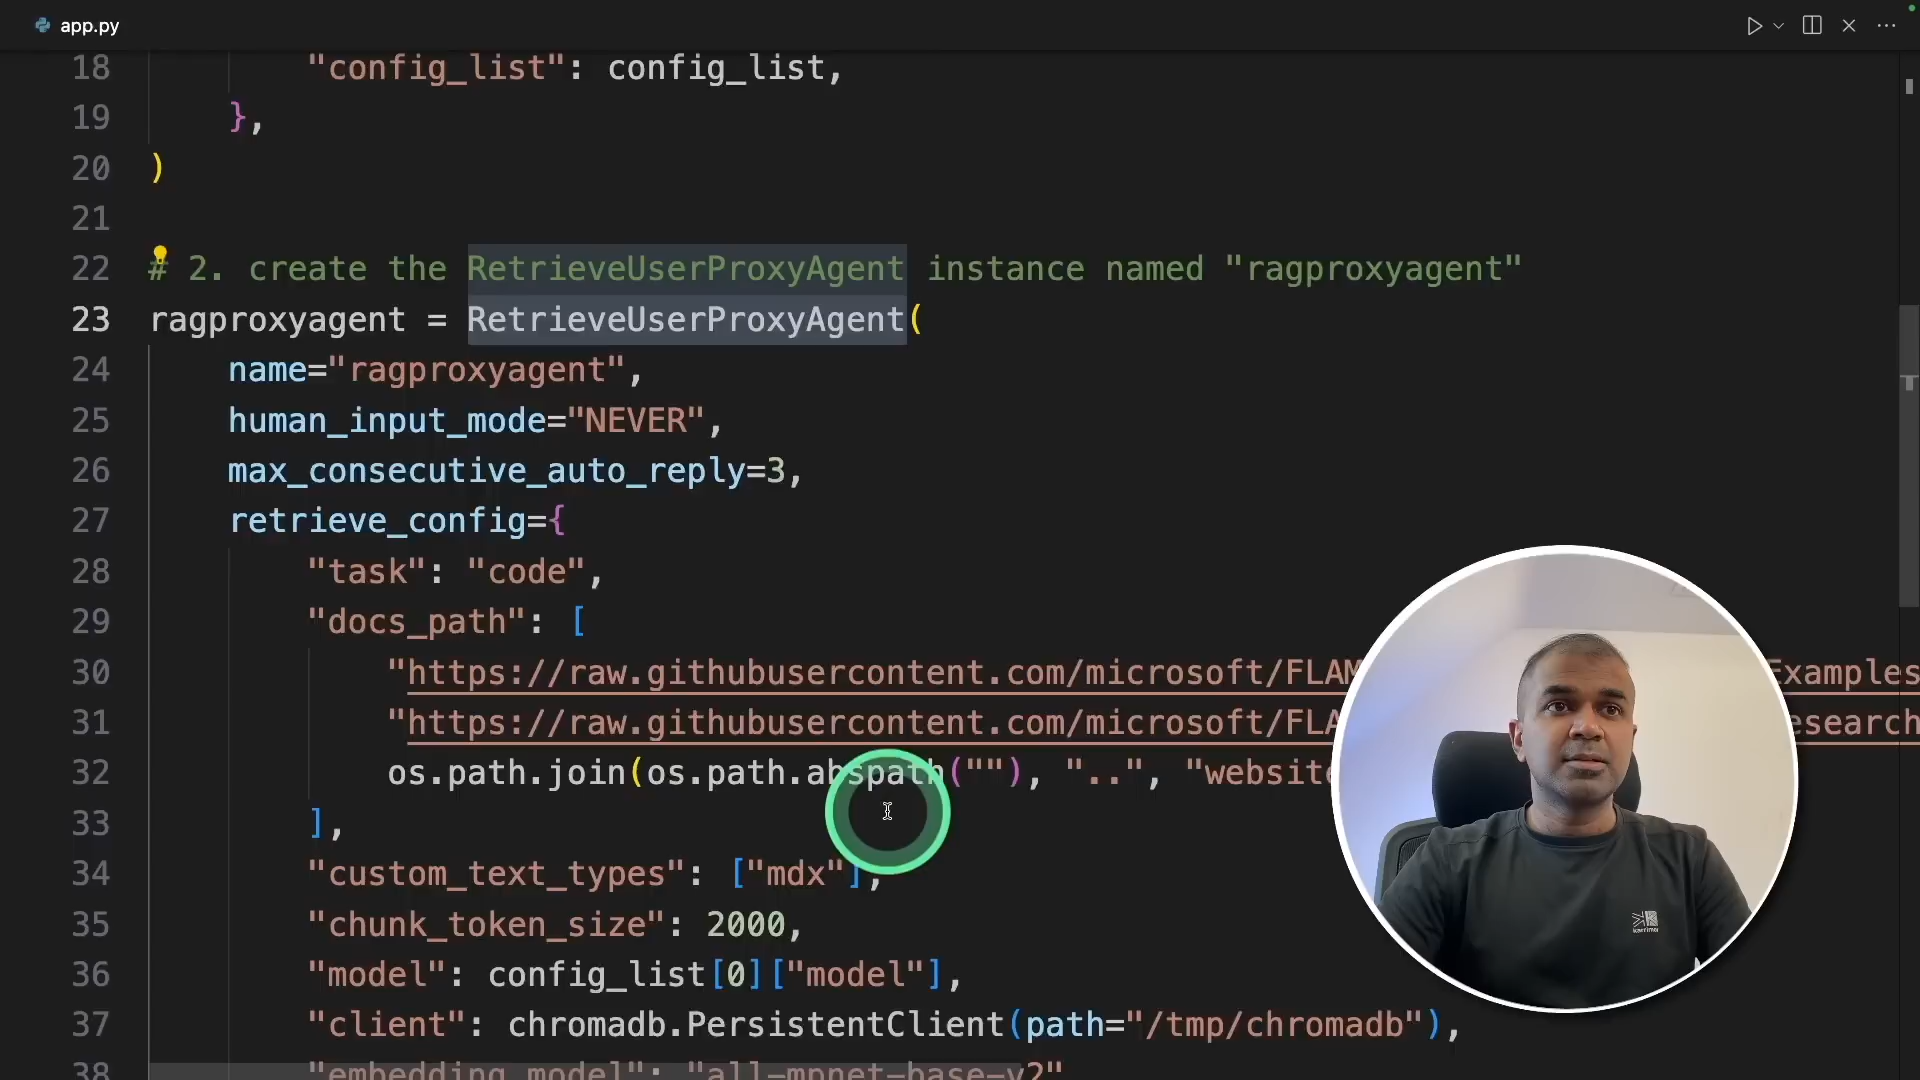 app.py
18 "config_list": config_list,
19 },
20 )
21
22 # 2. create the RetrieveUserProxyAgent instance named "ragproxyagent"
23 ragproxyagent = RetrieveUserProxyAgent(
24 name="ragproxyagent",
25 human_input_mode="NEVER",
26 max_consecutive_auto_reply=3,
27 retrieve_config={
28 "task": "code",
29 "docs_path": [
30 "https://raw.githubusercontent.com/microsoft/FLAM Examples
31 "https://raw.githubusercontent.com/microsoft/FLA esearch
32 os.path.join(os.path.abspath(""), "..", "website
33 ],
34 "custom_text_types": ["mdx"],
35 "chunk_token_size": 2000,
36 "model": config_list[0]["model"],
37 "client": chromadb.PersistentClient(path="/tmp/chromadb"),
38 "embedding_model": "all-mpnet-base-v2"